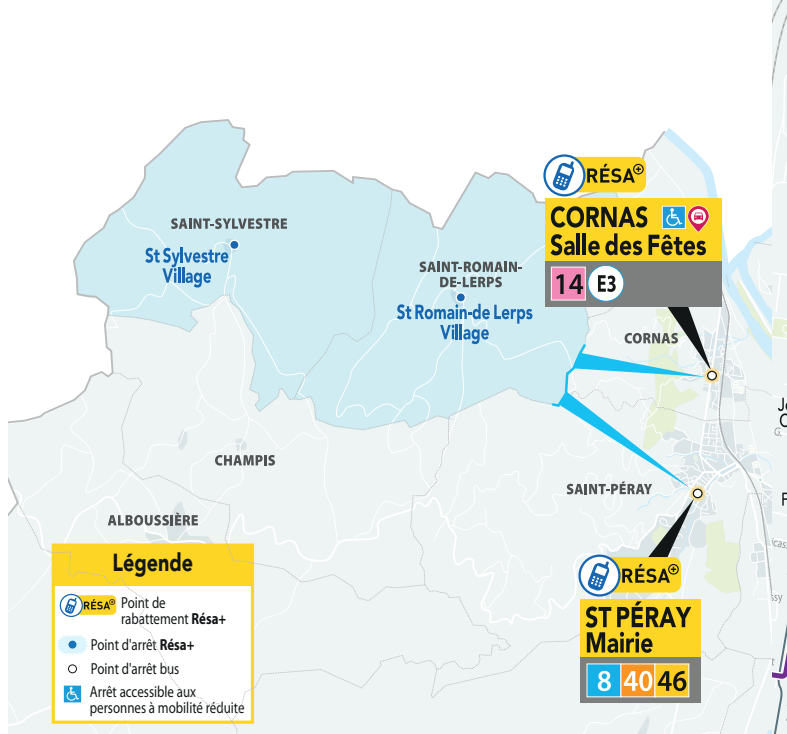 RÉSA⊕
CORNAS
Salle des Fêtes
14 E3
SAINT-SYLVESTRE
St Sylvestre
Village
SAINT-ROMAIN-
DE-LERPS
St Romain-de Lerps
Village
CORNAS
CHAMPIS
SAINT-PÉRAY
ALBOUSSIÈRE
RÉSA⊕
ST PÉRAY
Mairie
8 40 46
Légende
RÉSA⊕ Point de
rabattement Résa+
Point d'arrêt Résa+
Point d'arrêt bus
Arrêt accessible aux
personnes à mobilité réduite